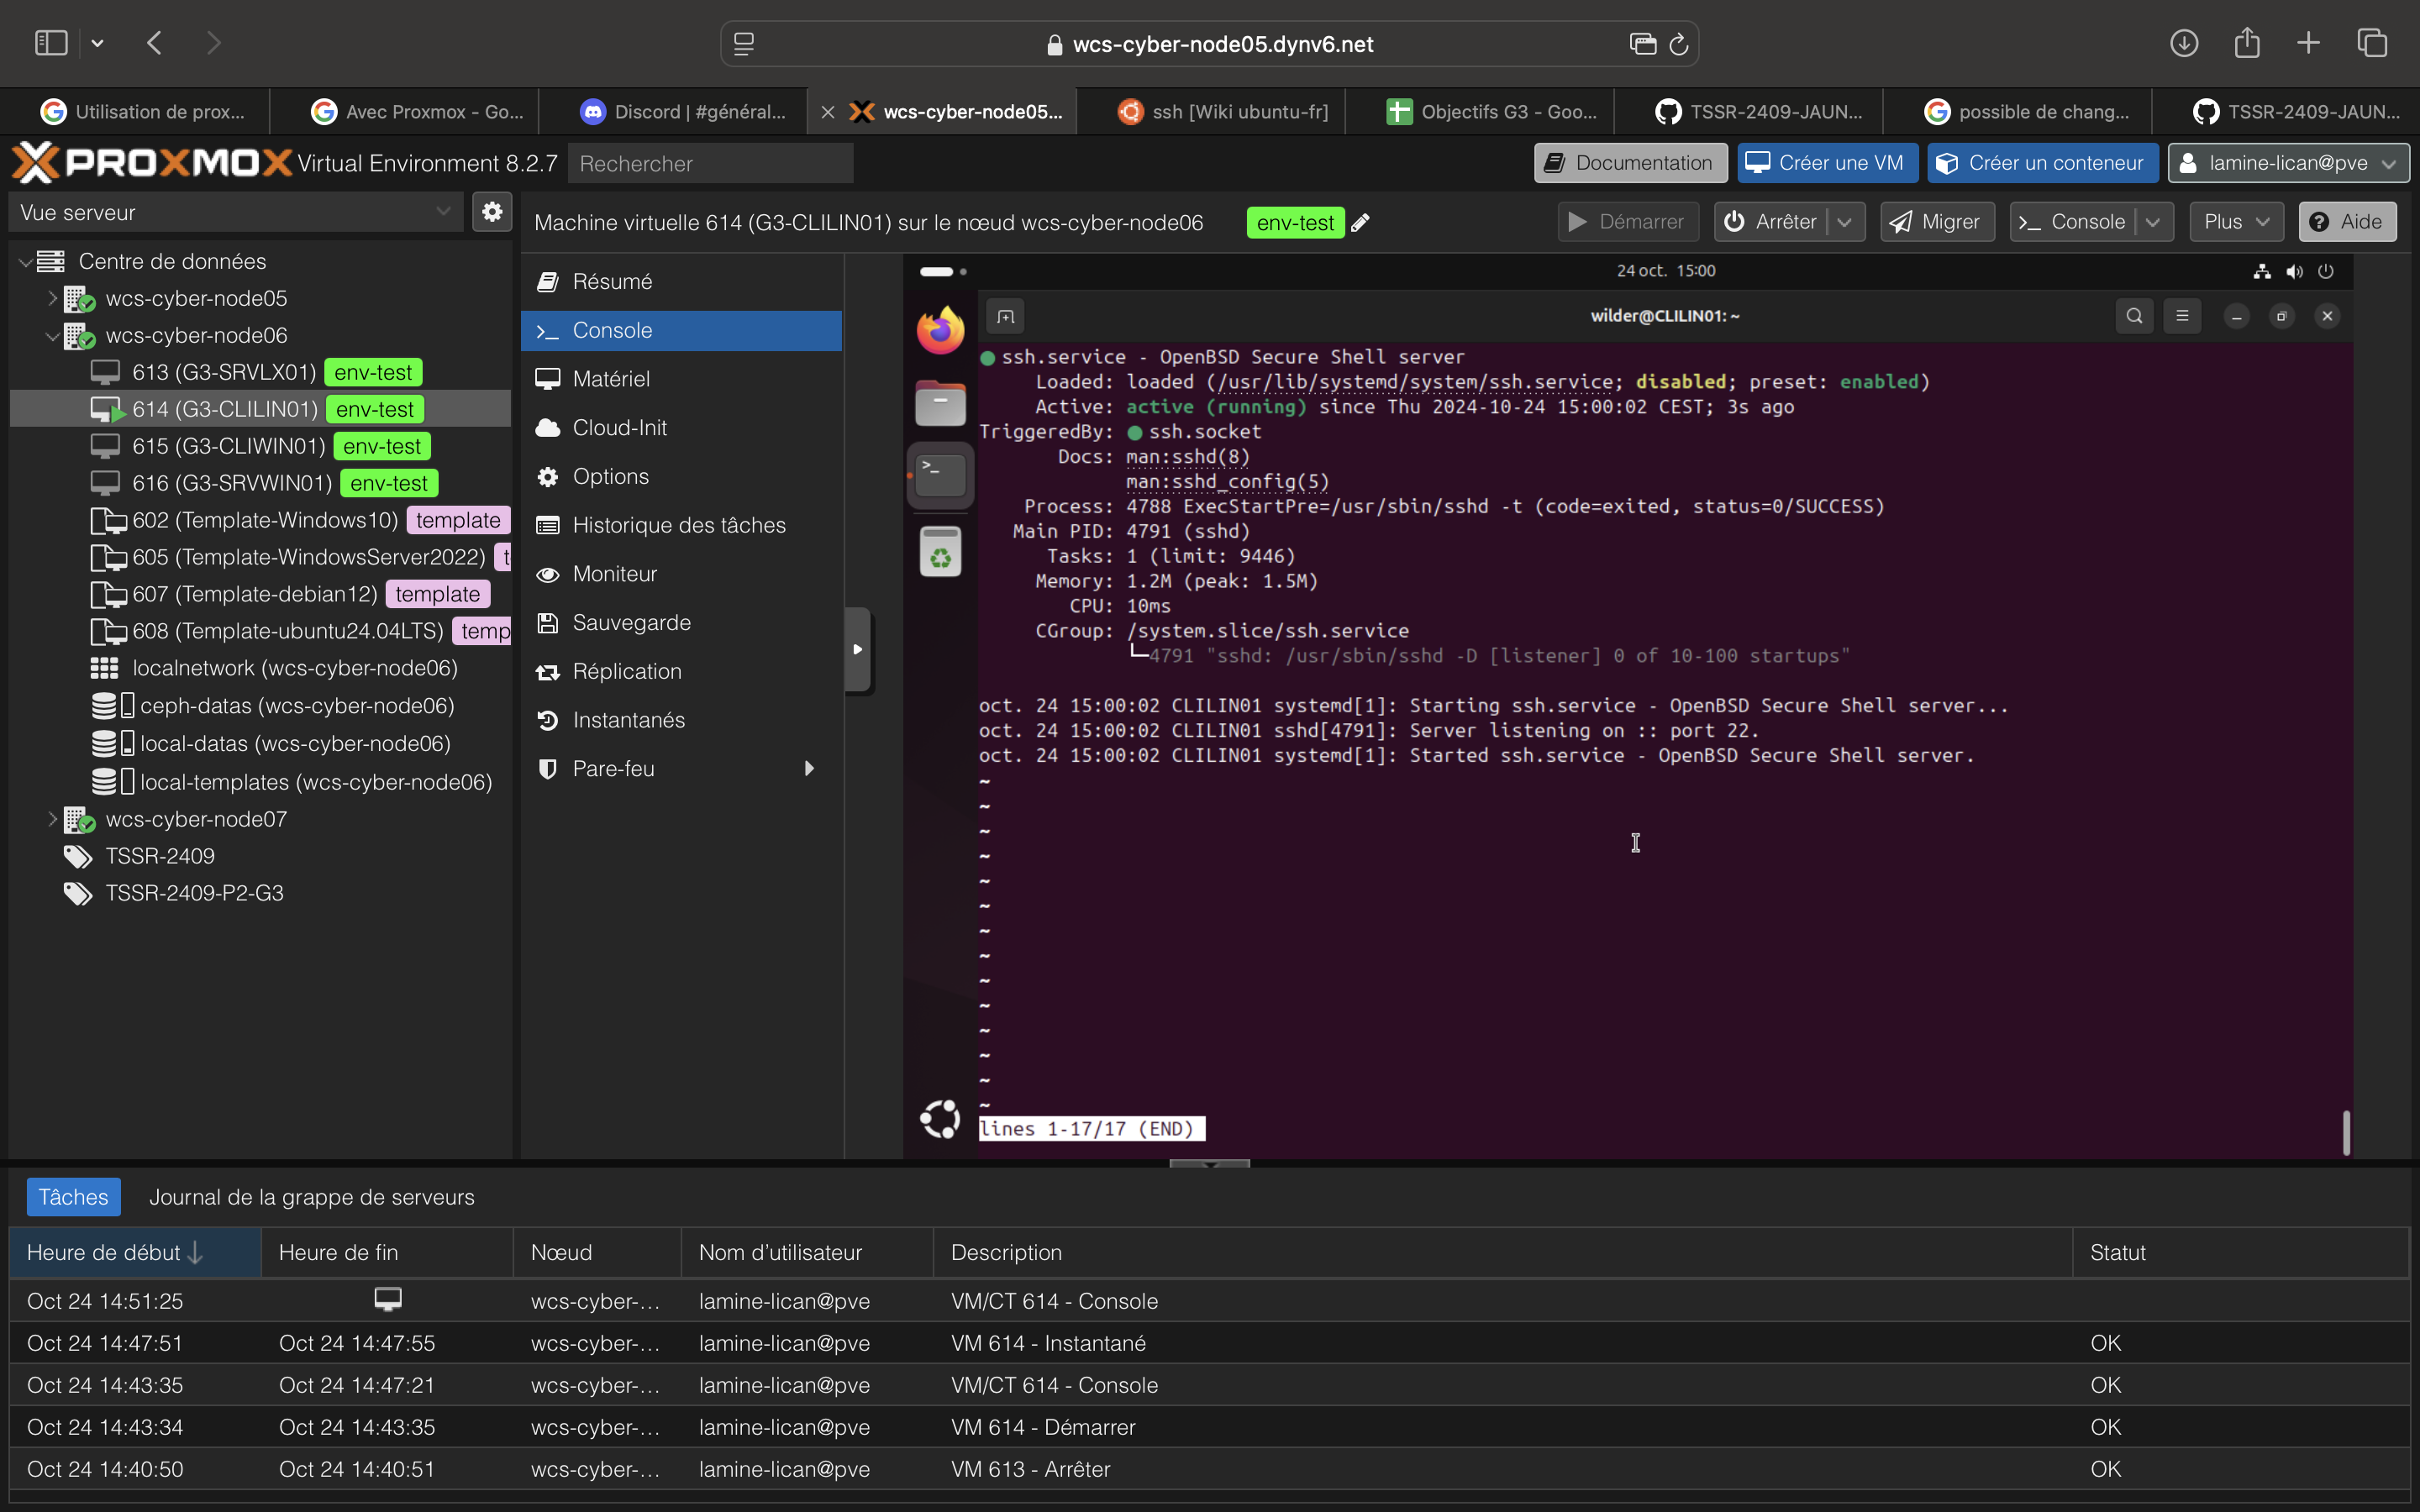 wcs-cyber-node05.dynv6.net
Utilisation de prox...
Avec Proxmox - Go...
Discord | #général...
wcs-cyber-node05...
ssh [Wiki ubuntu-fr]
Objectifs G3 - Goo...
TSSR-2409-JAUN...
possible de chang...
TSSR-2409-JAUN...
PROXMOX Virtual Environment 8.2.7
Rechercher
Documentation
Créer une VM
Créer un conteneur
lamine-lican@pve
Vue serveur
Machine virtuelle 614 (G3-CLILIN01) sur le nœud wcs-cyber-node06
env-test
Démarrer
Arrêter
Migrer
Console
Plus
Aide
Centre de données
wcs-cyber-node05
wcs-cyber-node06
613 (G3-SRVLX01) env-test
614 (G3-CLILIN01) env-test
615 (G3-CLIWIN01) env-test
616 (G3-SRVWIN01) env-test
602 (Template-Windows10) template
605 (Template-WindowsServer2022) t
607 (Template-debian12) template
608 (Template-ubuntu24.04LTS) temp
localnetwork (wcs-cyber-node06)
ceph-datas (wcs-cyber-node06)
local-datas (wcs-cyber-node06)
local-templates (wcs-cyber-node06)
wcs-cyber-node07
TSSR-2409
TSSR-2409-P2-G3
Résumé
Console
Matériel
Cloud-Init
Options
Historique des tâches
Moniteur
Sauvegarde
Réplication
Instantanés
Pare-feu
24 oct. 15:00
wilder@CLILIN01: ~
ssh.service - OpenBSD Secure Shell server
Loaded: loaded (/usr/lib/systemd/system/ssh.service; disabled; preset: enabled)
Active: active (running) since Thu 2024-10-24 15:00:02 CEST; 3s ago
TriggeredBy: ● ssh.socket
Docs: man:sshd(8)
man:sshd_config(5)
Process: 4788 ExecStartPre=/usr/sbin/sshd -t (code=exited, status=0/SUCCESS)
Main PID: 4791 (sshd)
Tasks: 1 (limit: 9446)
Memory: 1.2M (peak: 1.5M)
CPU: 10ms
CGroup: /system.slice/ssh.service
└─4791 "sshd: /usr/sbin/sshd -D [listener] 0 of 10-100 startups"
oct. 24 15:00:02 CLILIN01 systemd[1]: Starting ssh.service - OpenBSD Secure Shell server...
oct. 24 15:00:02 CLILIN01 sshd[4791]: Server listening on :: port 22.
oct. 24 15:00:02 CLILIN01 systemd[1]: Started ssh.service - OpenBSD Secure Shell server.
~
~
~
~
~
~
~
~
~
~
~
~
~
~
lines 1-17/17 (END)
Tâches
Journal de la grappe de serveurs
Heure de début Heure de fin Nœud Nom d'utilisateur Description Statut
Oct 24 14:51:25 wcs-cyber-... lamine-lican@pve VM/CT 614 - Console
Oct 24 14:47:51 Oct 24 14:47:55 wcs-cyber-... lamine-lican@pve VM 614 - Instantané OK
Oct 24 14:43:35 Oct 24 14:47:21 wcs-cyber-... lamine-lican@pve VM/CT 614 - Console OK
Oct 24 14:43:34 Oct 24 14:43:35 wcs-cyber-... lamine-lican@pve VM 614 - Démarrer OK
Oct 24 14:40:50 Oct 24 14:40:51 wcs-cyber-... lamine-lican@pve VM 613 - Arrêter OK